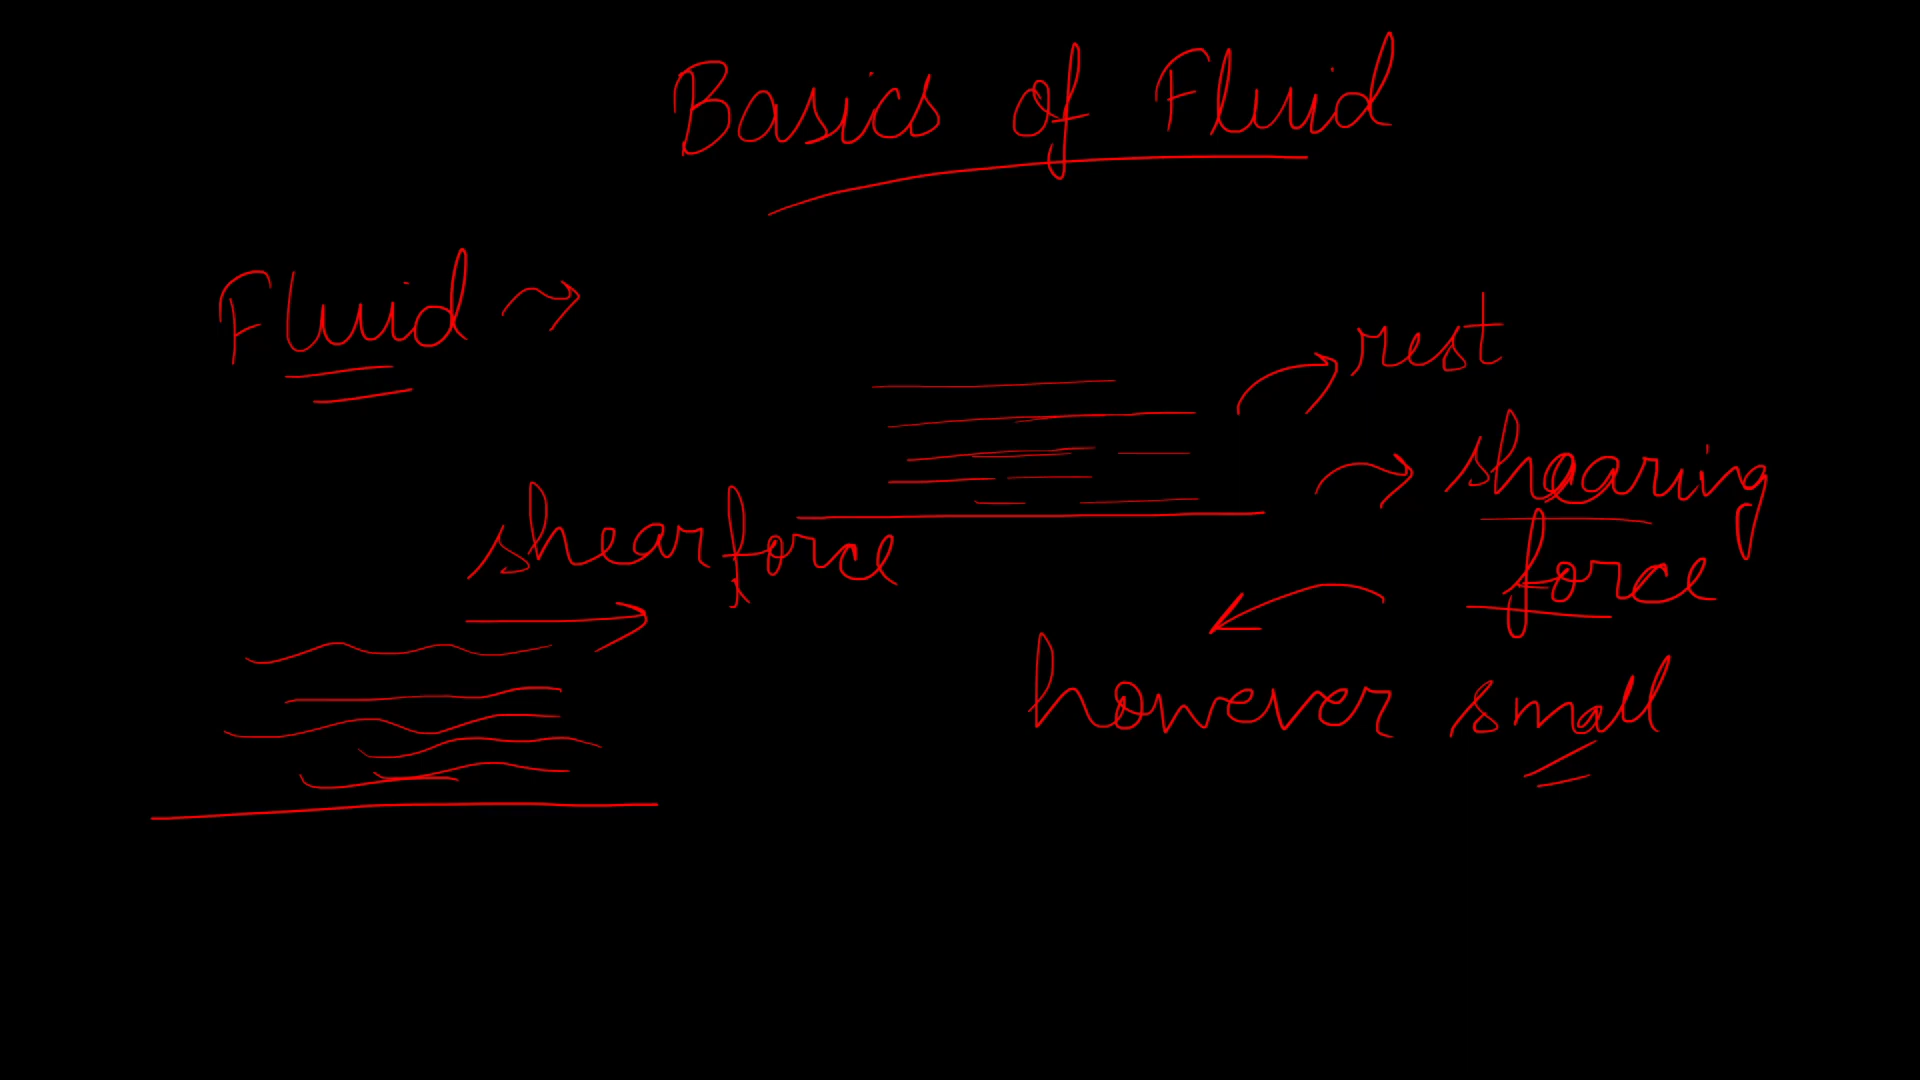 Basics of Fluid
Fluid
rest
shearing
force
shear force
however small